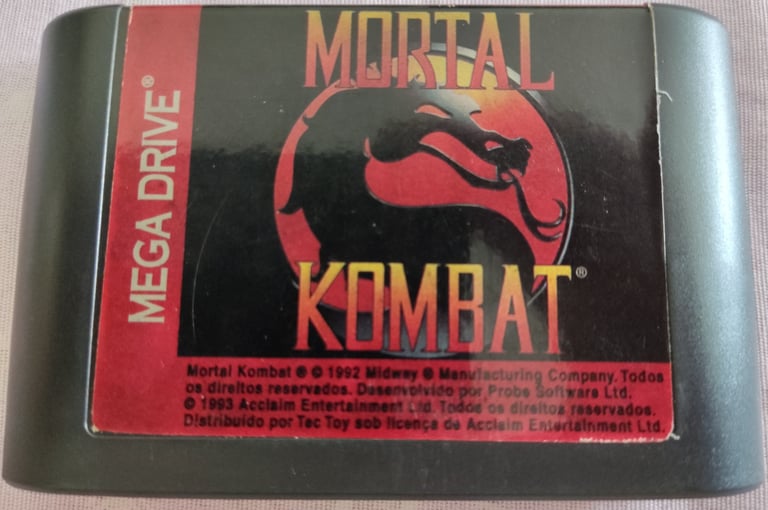 MORTAL
KOMBAT®
MEGA DRIVE®
Mortal Kombat ® © 1992 Midway ® Manufacturing Company. Todos
os direitos reservados. Desenvolvido por Probe Software Ltd.
© 1993 Acclaim Entertainment Ltd. Todos os direitos reservados.
Distribuido por Tec Toy sob licença de Acclaim Entertainment Ltd.